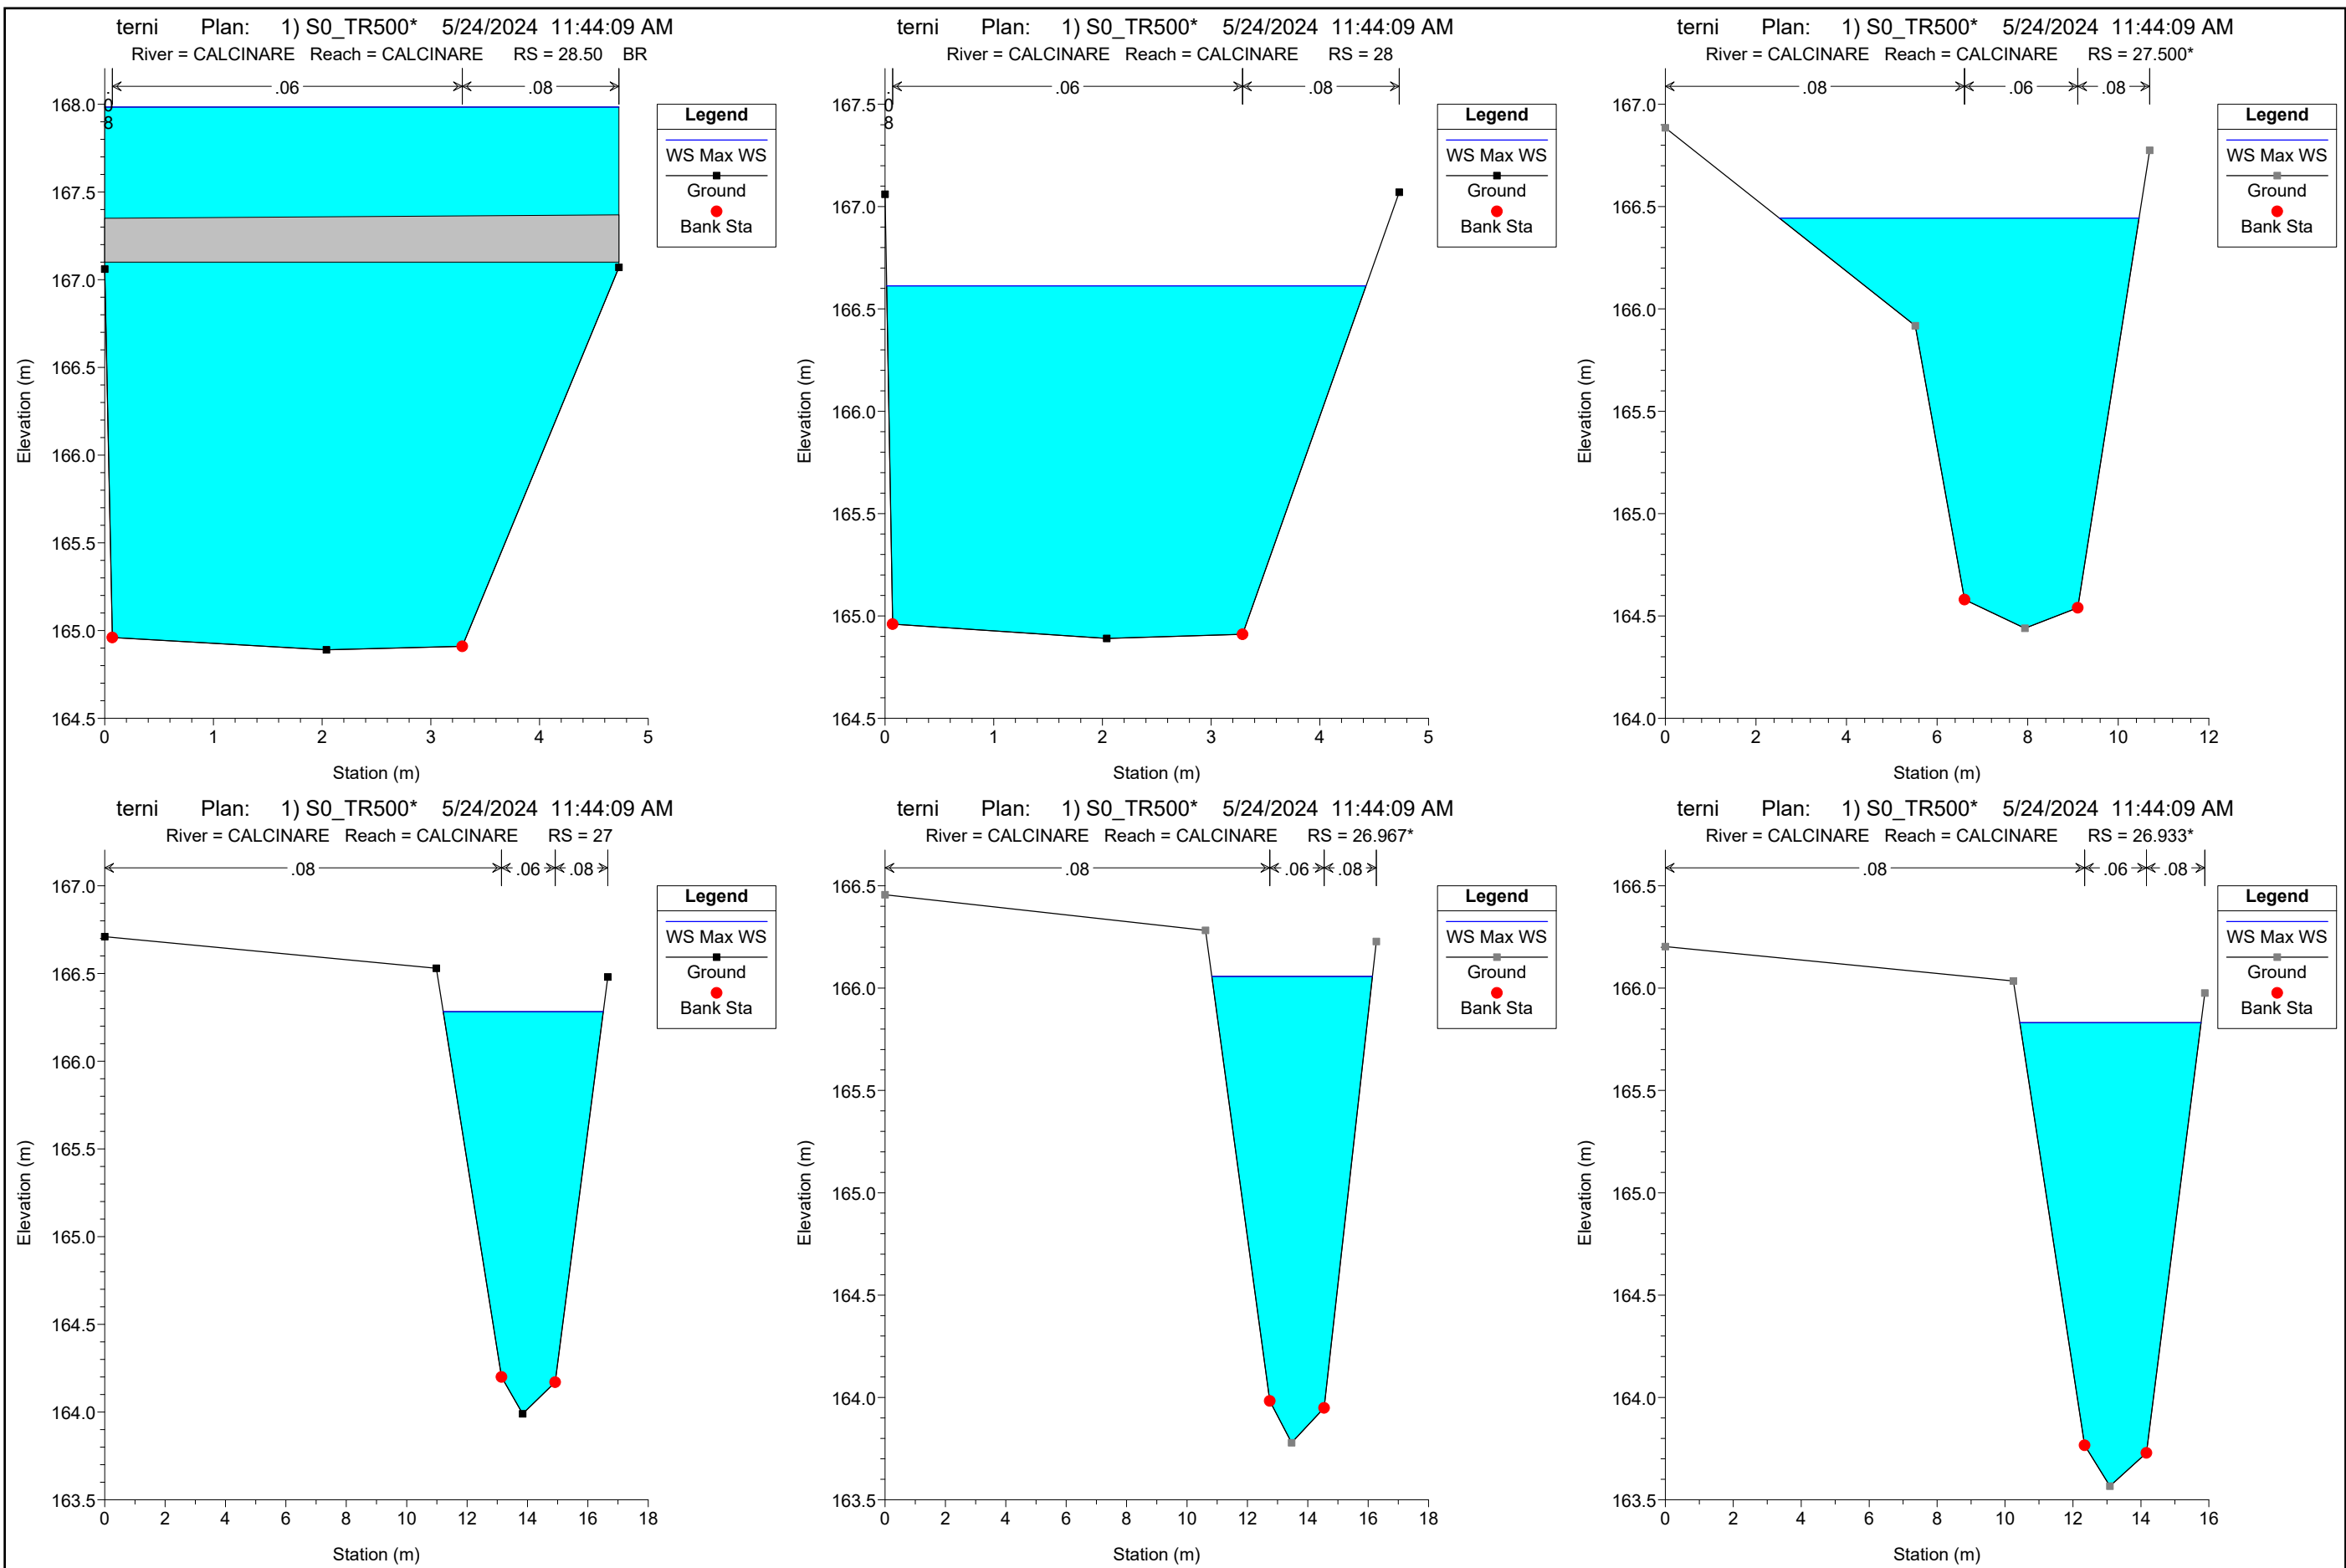 terni Plan: 1) S0_TR500* 5/24/2024 11:44:09 AM
River = CALCINARE Reach = CALCINARE RS = 28.50 BR
.08
.06
.08
168.0
167.5
167.0
166.5
166.0
165.5
165.0
164.5
0 1 2 3 4 5
Elevation (m)
Station (m)
Legend
WS Max WS
Ground
Bank Sta
terni Plan: 1) S0_TR500* 5/24/2024 11:44:09 AM
River = CALCINARE Reach = CALCINARE RS = 28
.08
.06
.08
167.5
167.0
166.5
166.0
165.5
165.0
164.5
0 1 2 3 4 5
Elevation (m)
Station (m)
Legend
WS Max WS
Ground
Bank Sta
terni Plan: 1) S0_TR500* 5/24/2024 11:44:09 AM
River = CALCINARE Reach = CALCINARE RS = 27.500*
.08
.06
.08
167.0
166.5
166.0
165.5
165.0
164.5
164.0
0 2 4 6 8 10 12
Elevation (m)
Station (m)
Legend
WS Max WS
Ground
Bank Sta
terni Plan: 1) S0_TR500* 5/24/2024 11:44:09 AM
River = CALCINARE Reach = CALCINARE RS = 27
.08
.06
.08
167.0
166.5
166.0
165.5
165.0
164.5
164.0
163.5
0 2 4 6 8 10 12 14 16 18
Elevation (m)
Station (m)
Legend
WS Max WS
Ground
Bank Sta
terni Plan: 1) S0_TR500* 5/24/2024 11:44:09 AM
River = CALCINARE Reach = CALCINARE RS = 26.967*
.08
.06
.08
166.5
166.0
165.5
165.0
164.5
164.0
163.5
0 2 4 6 8 10 12 14 16 18
Elevation (m)
Station (m)
Legend
WS Max WS
Ground
Bank Sta
terni Plan: 1) S0_TR500* 5/24/2024 11:44:09 AM
River = CALCINARE Reach = CALCINARE RS = 26.933*
.08
.06
.08
166.5
166.0
165.5
165.0
164.5
164.0
163.5
0 2 4 6 8 10 12 14 16
Elevation (m)
Station (m)
Legend
WS Max WS
Ground
Bank Sta